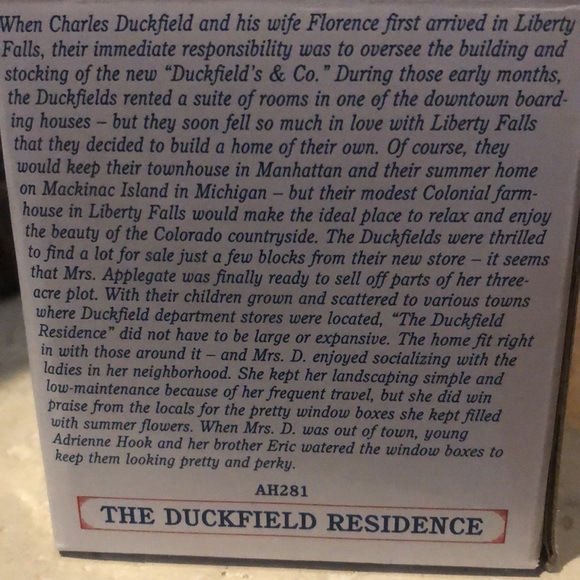 When Charles Duckfield and his wife Florence first arrived in Liberty
Falls, their immediate responsibility was to oversee the building and
stocking of the new "Duckfield's & Co." During those early months,
the Duckfields rented a suite of rooms in one of the downtown board-
ing houses – but they soon fell so much in love with Liberty Falls
that they decided to build a home of their own. Of course, they
would keep their townhouse in Manhattan and their summer home
on Mackinac Island in Michigan – but their modest Colonial farm-
house in Liberty Falls would make the ideal place to relax and enjoy
the beauty of the Colorado countryside. The Duckfields were thrilled
to find a lot for sale just a few blocks from their new store – it seems
that Mrs. Applegate was finally ready to sell off parts of her three-
acre plot. With their children grown and scattered to various towns
where Duckfield department stores were located, "The Duckfield
Residence" did not have to be large or expansive. The home fit right
in with those around it – and Mrs. D. enjoyed socializing with the
ladies in her neighborhood. She kept her landscaping simple and
low-maintenance because of her frequent travel, but she did win
praise from the locals for the pretty window boxes she kept filled
with summer flowers. When Mrs. D. was out of town, young
Adrienne Hook and her brother Eric watered the window boxes to
keep them looking pretty and perky.
AH281
THE DUCKFIELD RESIDENCE